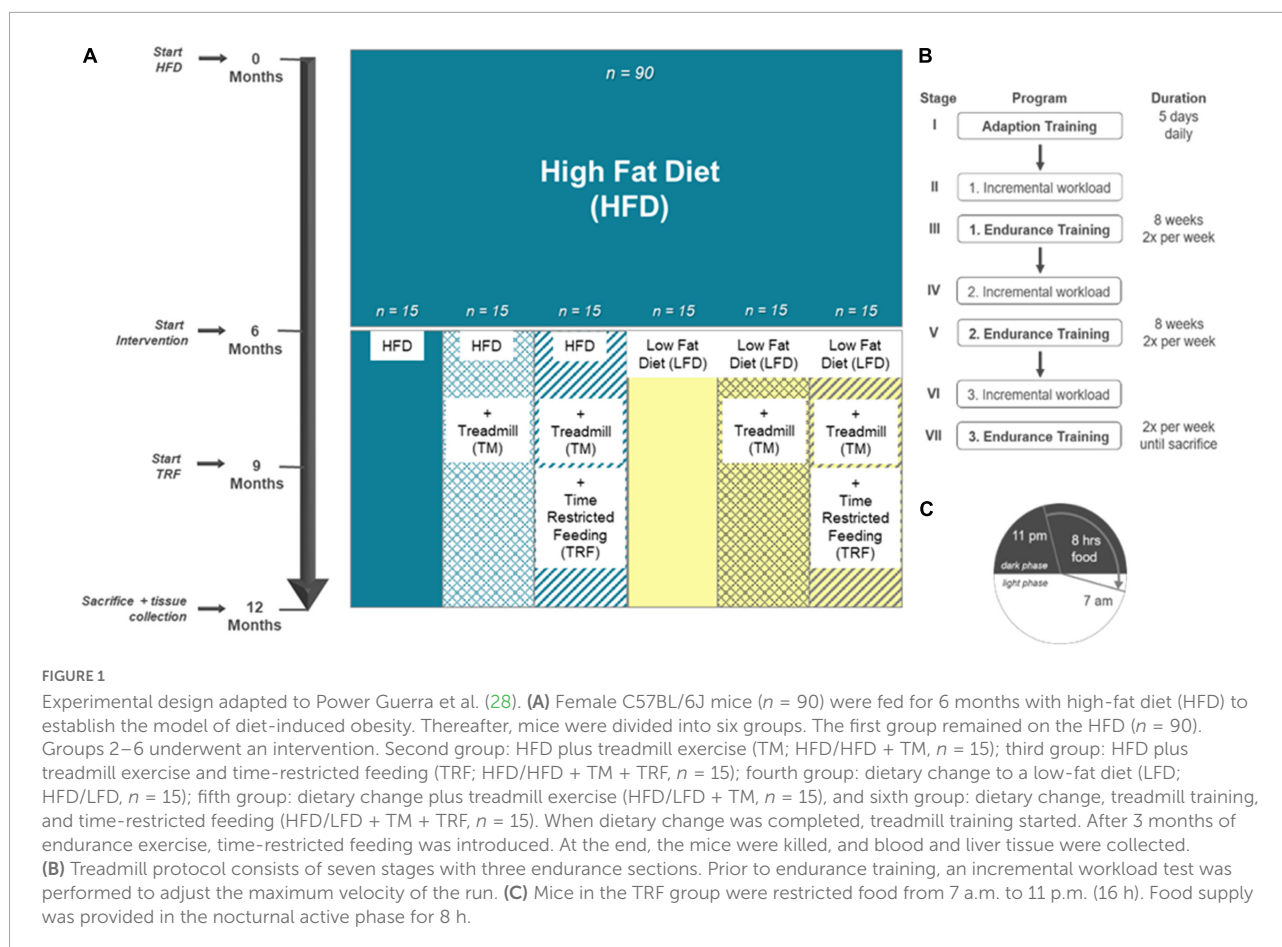 A
Start
HFD
0
Months
Start
Intervention
6
Months
Start
TRF
9
Months
Sacrifice + tissue
collection
12
Months
n = 90
High Fat Diet
(HFD)
n = 15 n = 15 n = 15 n = 15 n = 15 n = 15
HFD HFD HFD Low Fat Diet (LFD) Low Fat Diet (LFD) Low Fat Diet (LFD)
+
Treadmill
(TM)
+
Treadmill
(TM)
+
Time
Restricted
Feeding
(TRF)
+
Treadmill
(TM)
+
Treadmill
(TM)
+
Time
Restricted
Feeding
(TRF)
B
Stage Program Duration
I Adaption Training 5 days daily
II 1. Incremental workload
III 1. Endurance Training 8 weeks 2x per week
IV 2. Incremental workload
V 2. Endurance Training 8 weeks 2x per week
VI 3. Incremental workload
VII 3. Endurance Training 2x per week until sacrifice
C
11 pm
8 hrs
food
dark phase
light phase
7 am
FIGURE 1
Experimental design adapted to Power Guerra et al. (28). (A) Female C57BL/6J mice (n = 90) were fed for 6 months with high-fat diet (HFD) to
establish the model of diet-induced obesity. Thereafter, mice were divided into six groups. The first group remained on the HFD (n = 90).
Groups 2–6 underwent an intervention. Second group: HFD plus treadmill exercise (TM; HFD/HFD + TM, n = 15); third group: HFD plus
treadmill exercise and time-restricted feeding (TRF; HFD/HFD + TM + TRF, n = 15); fourth group: dietary change to a low-fat diet (LFD;
HFD/LFD, n = 15); fifth group: dietary change plus treadmill exercise (HFD/LFD + TM, n = 15), and sixth group: dietary change, treadmill training,
and time-restricted feeding (HFD/LFD + TM + TRF, n = 15). When dietary change was completed, treadmill training started. After 3 months of
endurance exercise, time-restricted feeding was introduced. At the end, the mice were killed, and blood and liver tissue were collected.
(B) Treadmill protocol consists of seven stages with three endurance sections. Prior to endurance training, an incremental workload test was
performed to adjust the maximum velocity of the run. (C) Mice in the TRF group were restricted food from 7 a.m. to 11 p.m. (16 h). Food supply
was provided in the nocturnal active phase for 8 h.